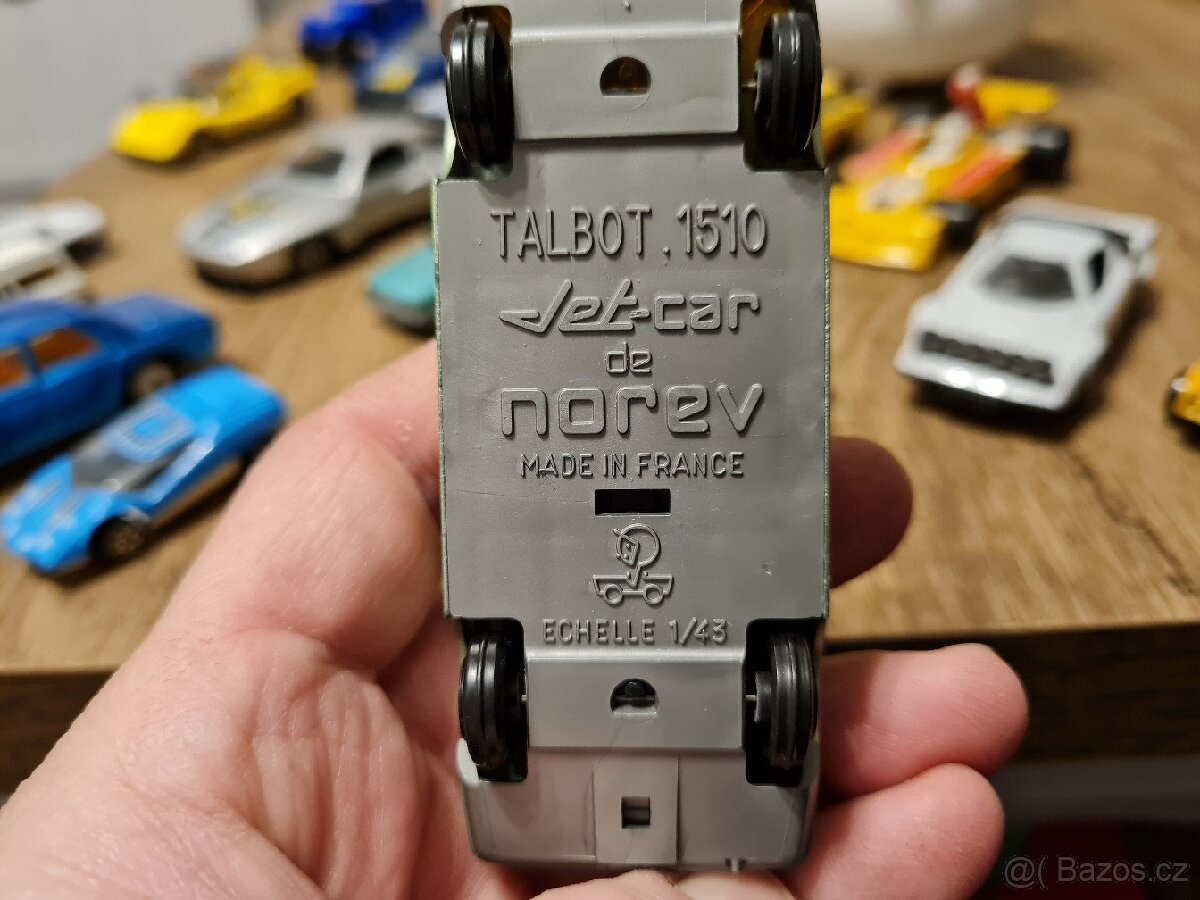 TALBOT.1510
Jet-car
de
norev
MADE IN FRANCE
ECHELLE 1/43
@( Bazos.cz